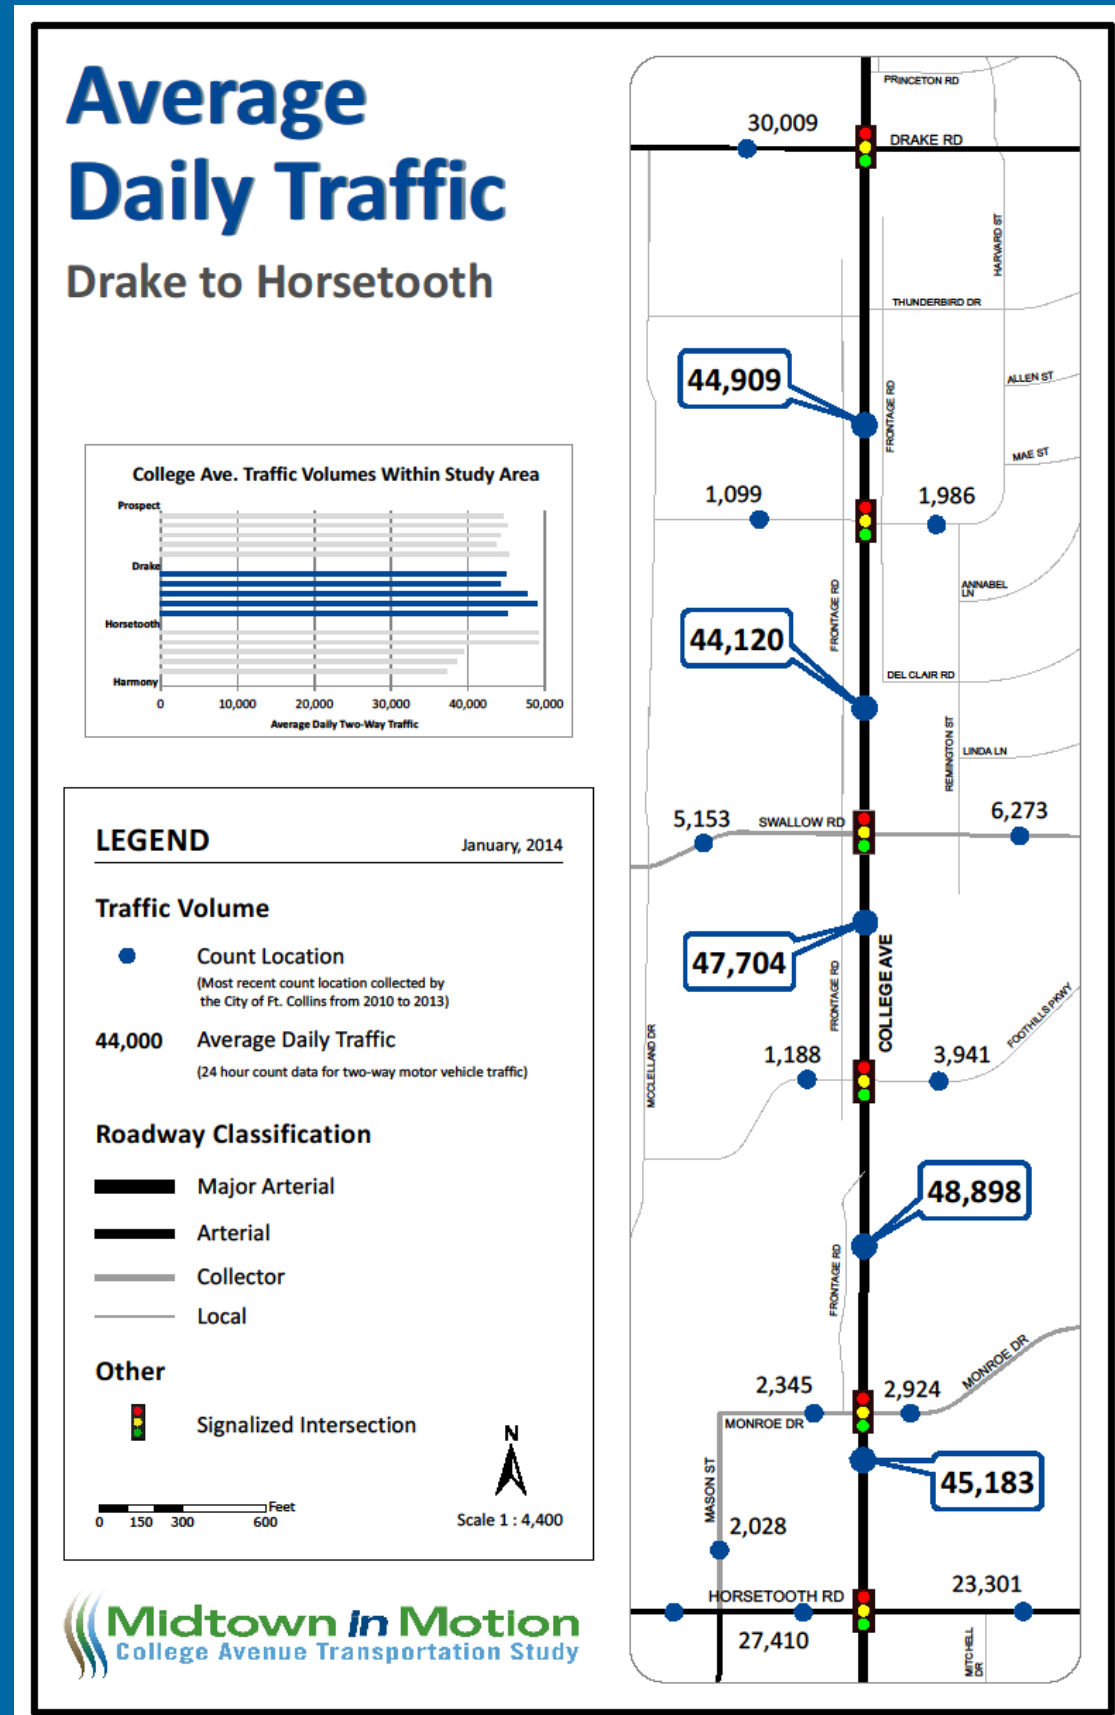 Average
Daily Traffic
Drake to Horsetooth
College Ave. Traffic Volumes Within Study Area
Prospect
Drake
Horsetooth
Harmony
0 10,000 20,000 30,000 40,000 50,000
Average Daily Two-Way Traffic
LEGEND January, 2014
Traffic Volume
Count Location
(Most recent count location collected by
the City of Ft. Collins from 2010 to 2013)
44,000 Average Daily Traffic
(24 hour count data for two-way motor vehicle traffic)
Roadway Classification
Major Arterial
Arterial
Collector
Local
Other
Signalized Intersection
N
Feet
0 150 300 600
Scale 1 : 4,400
Midtown in Motion
College Avenue Transportation Study
PRINCETON RD
30,009
DRAKE RD
HARVARD ST
THUNDERBIRD DR
44,909
ALLEN ST
FRONTAGE RD
MAE ST
1,099
1,986
ANNABEL
LN
FRONTAGE RD
44,120
DEL CLAIR RD
REMINGTON ST
LINDA LN
5,153
SWALLOW RD
6,273
47,704
COLLEGE AVE
FRONTAGE RD
FOOTHILLS PKWY
MCCLELLAND DR
1,188
3,941
48,898
FRONTAGE RD
MONROE DR
2,345
2,924
MONROE DR
45,183
MASON ST
2,028
HORSETOOTH RD
23,301
27,410
MITCHELL
DR